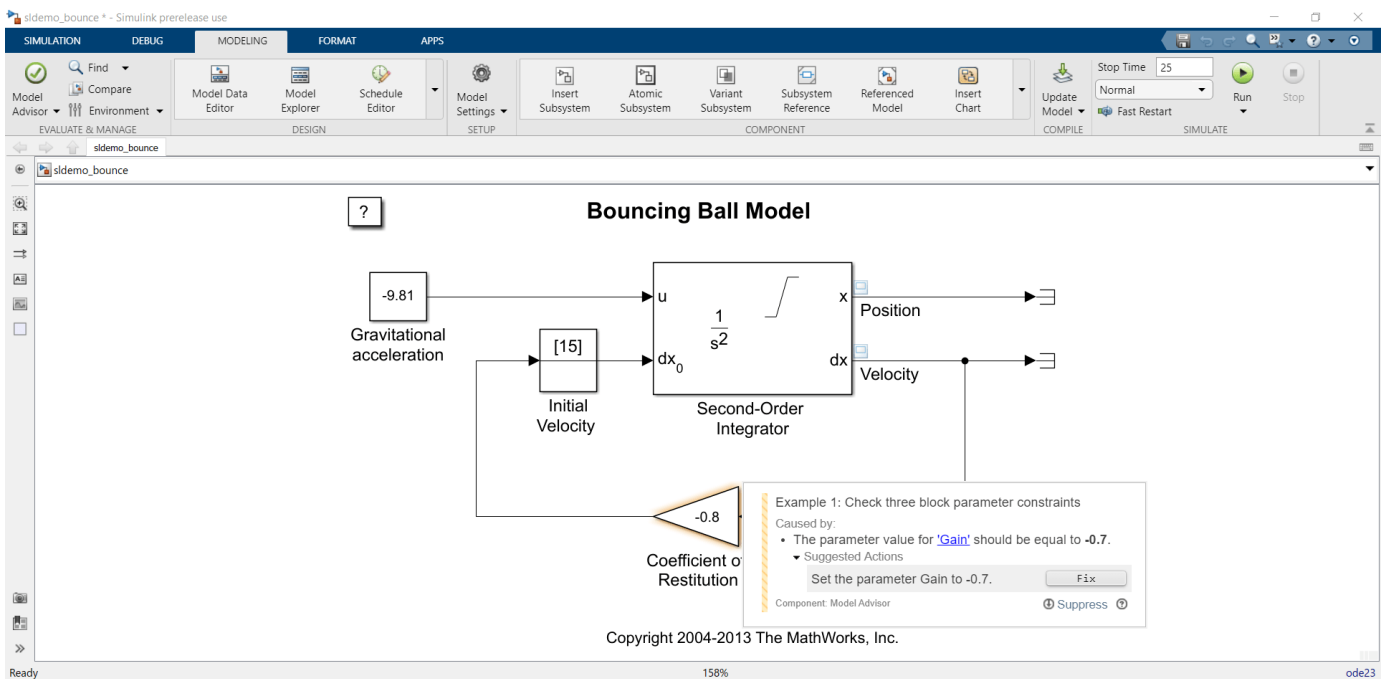 sldemo_bounce * - Simulink prerelease use
SIMULATION DEBUG MODELING FORMAT APPS
Model Advisor
Find
Compare
Environment
Model Data Editor
Model Explorer
Schedule Editor
Model Settings
Insert Subsystem
Atomic Subsystem
Variant Subsystem
Subsystem Reference
Referenced Model
Insert Chart
Update Model
Stop Time 25
Normal
Fast Restart
Run
Stop
EVALUATE & MANAGE DESIGN SETUP COMPONENT COMPILE SIMULATE
sldemo_bounce
sldemo_bounce
?
Bouncing Ball Model
-9.81
Gravitational
acceleration
[15]
Initial
Velocity
u
dx0
1
s2
x
dx
Second-Order
Integrator
Position
Velocity
-0.8
Coefficient o
Restitution
Example 1: Check three block parameter constraints
Caused by:
• The parameter value for 'Gain' should be equal to -0.7.
Suggested Actions
Set the parameter Gain to -0.7. Fix
Component: Model Advisor Suppress ?
Copyright 2004-2013 The MathWorks, Inc.
Ready 158% ode23